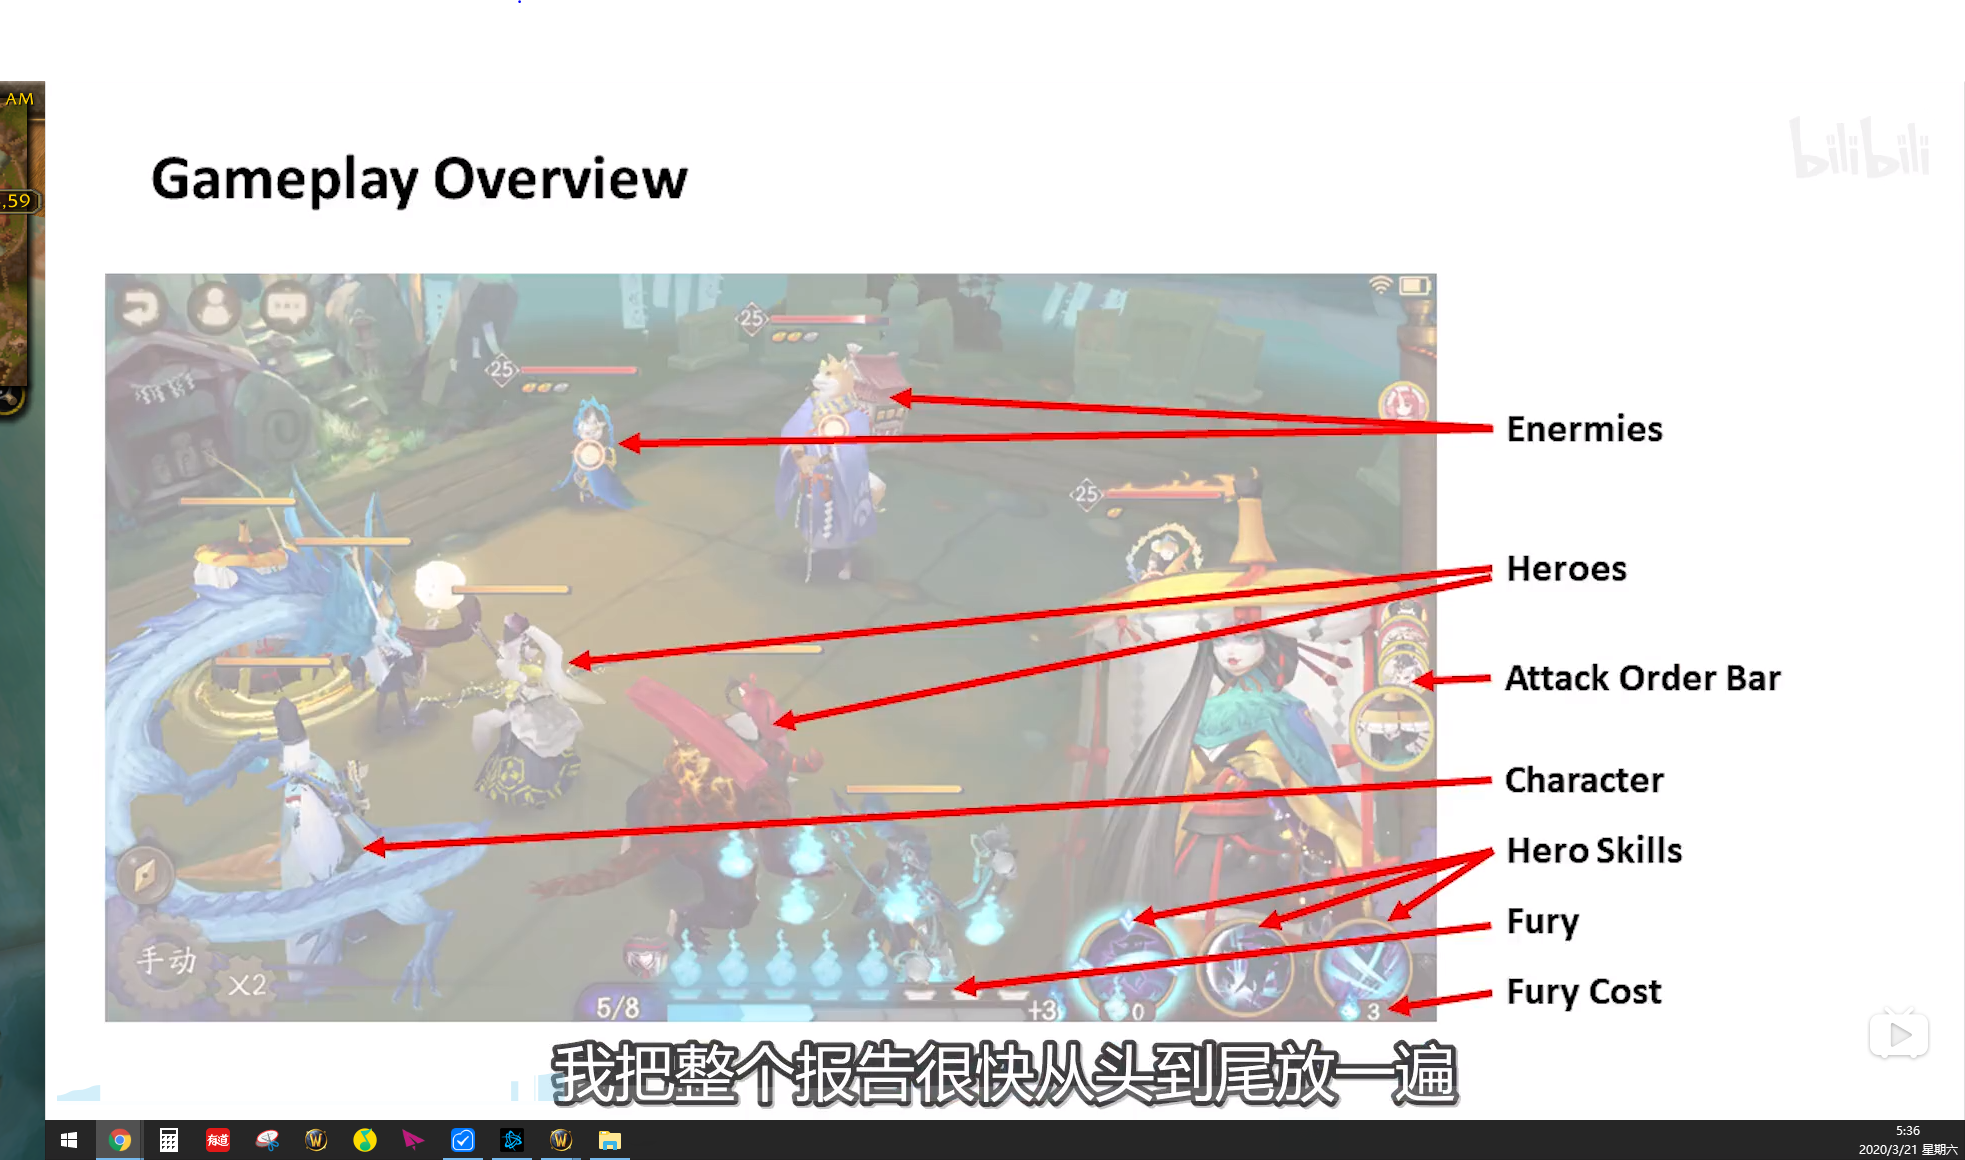 AM
,59
bilibili
Gameplay Overview
25
25
25
Enermies
Heroes
Attack Order Bar
Character
Hero Skills
Fury
Fury Cost
手动
X2
5/8
+3
0
3
我把整个报告很快从头到尾放一遍
有道
W
W
5:36
2020/3/21 星期六